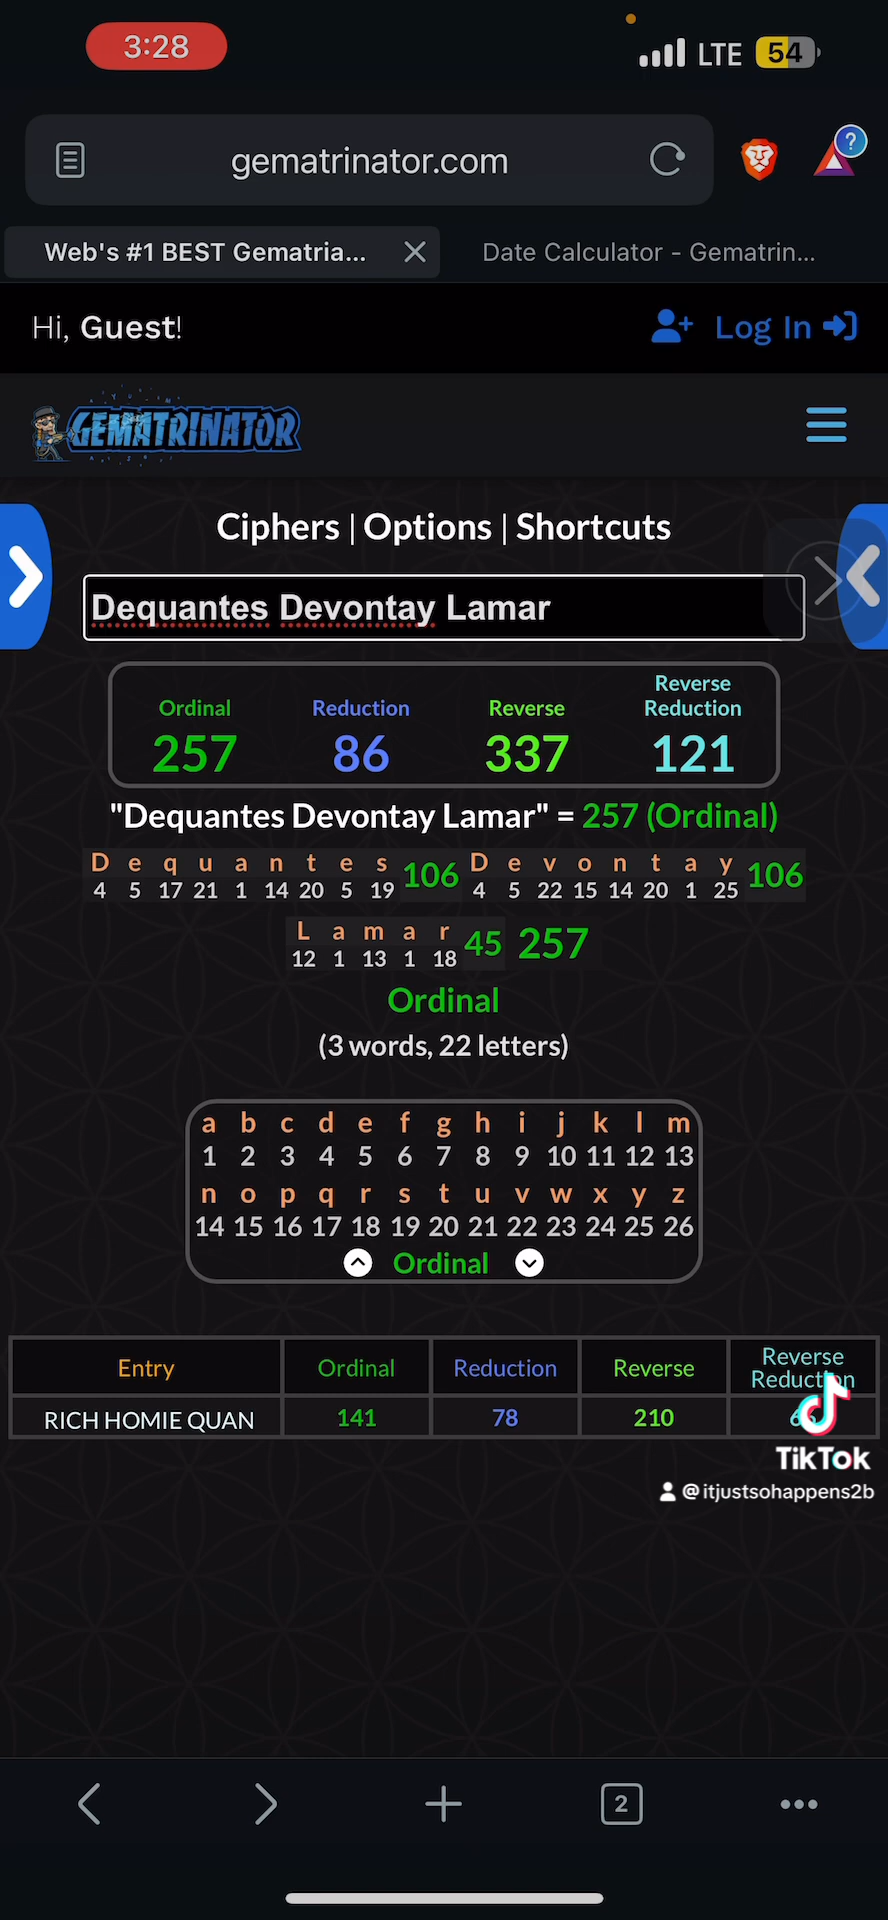 3:28
LTE 54
gematrinator.com
?
Web's #1 BEST Gematria...
Date Calculator - Gematrin...
Hi, Guest!
Log In
GEMATRINATOR
Ciphers | Options | Shortcuts
Dequantes Devontay Lamar
Ordinal Reduction Reverse Reverse Reduction
257 86 337 121
"Dequantes Devontay Lamar" = 257 (Ordinal)
D e q u a n t e s 106 D e v o n t a y 106
4 5 17 21 1 14 20 5 19 4 5 22 15 14 20 1 25
L a m a r 45 257
12 1 13 1 18
Ordinal
(3 words, 22 letters)
a b c d e f g h i j k l m
1 2 3 4 5 6 7 8 9 10 11 12 13
n o p q r s t u v w x y z
14 15 16 17 18 19 20 21 22 23 24 25 26
Ordinal
Entry Ordinal Reduction Reverse Reverse Reduction
RICH HOMIE QUAN 141 78 210
TikTok
@itjustsohappens2b
2